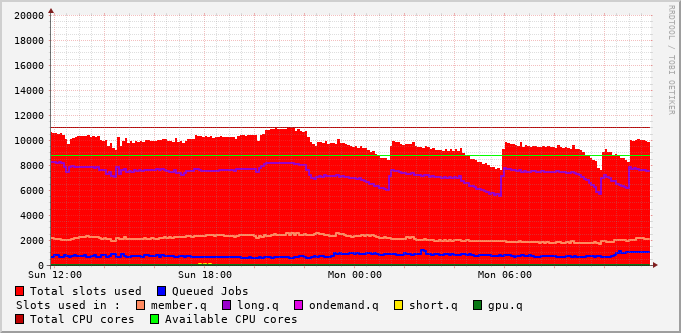 20000
18000
16000
14000
12000
10000
8000
6000
4000
2000
0
Sun 12:00 Sun 18:00 Mon 00:00 Mon 06:00
RRDTOOL / TOBI OETIKER
Total slots used Queued Jobs
Slots used in : member.q long.q ondemand.q short.q gpu.q
Total CPU cores Available CPU cores